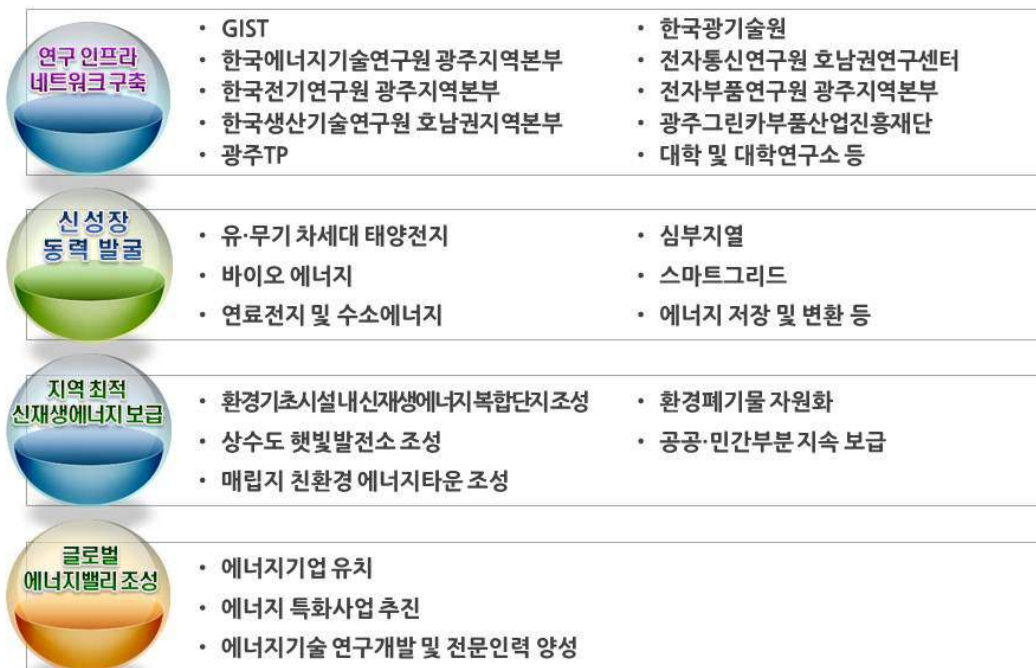 연구 인프라
네트워크 구축
• GIST
• 한국에너지기술연구원 광주지역본부
• 한국전기연구원 광주지역본부
• 한국생산기술연구원 호남권지역본부
• 광주TP
• 한국광기술원
• 전자통신연구원 호남권연구센터
• 전자부품연구원 광주지역본부
• 광주그린카부품산업진흥재단
• 대학 및 대학연구소 등
신성장
동력 발굴
• 유·무기 차세대 태양전지
• 바이오 에너지
• 연료전지 및 수소에너지
• 심부지열
• 스마트그리드
• 에너지 저장 및 변환 등
지역 최적
신재생에너지 보급
• 환경기초시설 내 신재생에너지 복합단지 조성
• 상수도 햇빛발전소 조성
• 매립지 친환경 에너지타운 조성
• 환경폐기물 자원화
• 공공·민간부분 지속 보급
글로벌
에너지밸리 조성
• 에너지기업 유치
• 에너지 특화사업 추진
• 에너지기술 연구개발 및 전문인력 양성